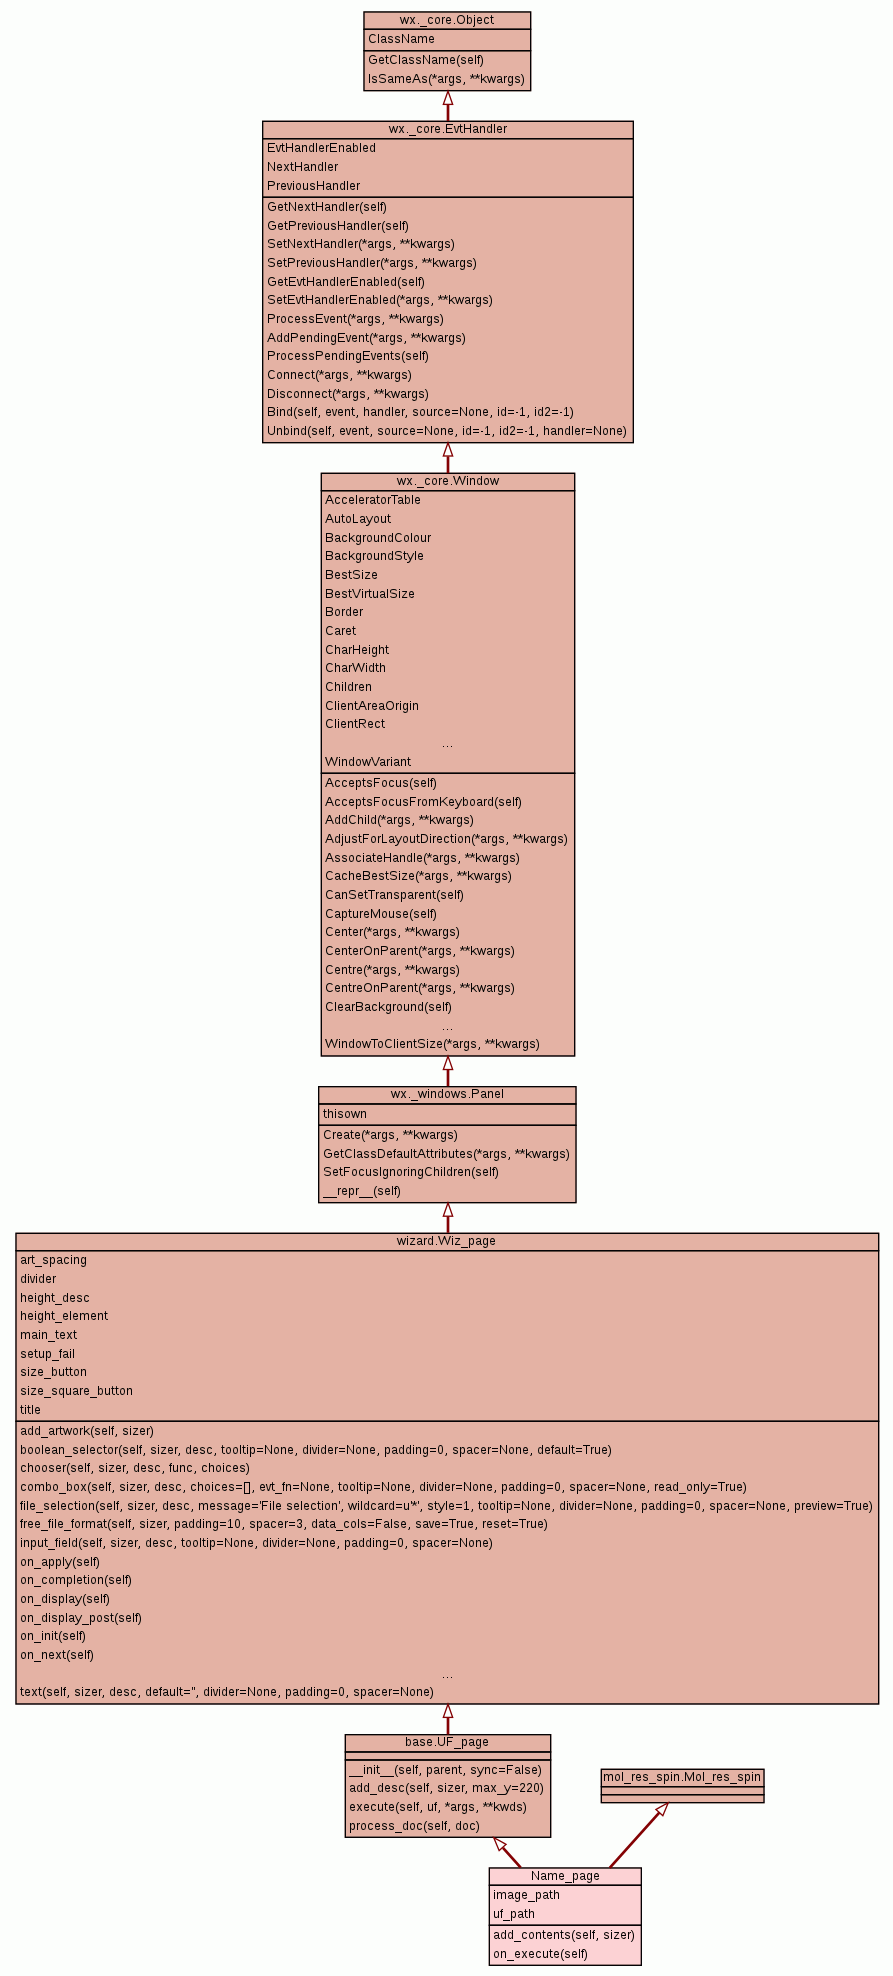 wx._core.Object
ClassName
GetClassName(self)
IsSameAs(*args, **kwargs)
wx._core.EvtHandler
EvtHandlerEnabled
NextHandler
PreviousHandler
GetNextHandler(self)
GetPreviousHandler(self)
SetNextHandler(*args, **kwargs)
SetPreviousHandler(*args, **kwargs)
GetEvtHandlerEnabled(self)
SetEvtHandlerEnabled(*args, **kwargs)
ProcessEvent(*args, **kwargs)
AddPendingEvent(*args, **kwargs)
ProcessPendingEvents(self)
Connect(*args, **kwargs)
Disconnect(*args, **kwargs)
Bind(self, event, handler, source=None, id=-1, id2=-1)
Unbind(self, event, source=None, id=-1, id2=-1, handler=None)
wx._core.Window
AcceleratorTable
AutoLayout
BackgroundColour
BackgroundStyle
BestSize
BestVirtualSize
Border
Caret
CharHeight
CharWidth
Children
ClientAreaOrigin
ClientRect
...
WindowVariant
AcceptsFocus(self)
AcceptsFocusFromKeyboard(self)
AddChild(*args, **kwargs)
AdjustForLayoutDirection(*args, **kwargs)
AssociateHandle(*args, **kwargs)
CacheBestSize(*args, **kwargs)
CanSetTransparent(self)
CaptureMouse(self)
Center(*args, **kwargs)
CenterOnParent(*args, **kwargs)
Centre(*args, **kwargs)
CentreOnParent(*args, **kwargs)
ClearBackground(self)
...
WindowToClientSize(*args, **kwargs)
wx._windows.Panel
thisown
Create(*args, **kwargs)
GetClassDefaultAttributes(*args, **kwargs)
SetFocusIgnoringChildren(self)
__repr__(self)
wizard.Wiz_page
art_spacing
divider
height_desc
height_element
main_text
setup_fail
size_button
size_square_button
title
add_artwork(self, sizer)
boolean_selector(self, sizer, desc, tooltip=None, divider=None, padding=0, spacer=None, default=True)
chooser(self, sizer, desc, func, choices)
combo_box(self, sizer, desc, choices=[], evt_fn=None, tooltip=None, divider=None, padding=0, spacer=None, read_only=True)
file_selection(self, sizer, desc, message='File selection', wildcard=u'*', style=1, tooltip=None, divider=None, padding=0, spacer=None, preview=True)
free_file_format(self, sizer, padding=10, spacer=3, data_cols=False, save=True, reset=True)
input_field(self, sizer, desc, tooltip=None, divider=None, padding=0, spacer=None)
on_apply(self)
on_completion(self)
on_display(self)
on_display_post(self)
on_init(self)
on_next(self)
...
text(self, sizer, desc, default='', divider=None, padding=0, spacer=None)
base.UF_page
__init__(self, parent, sync=False)
add_desc(self, sizer, max_y=220)
execute(self, uf, *args, **kwds)
process_doc(self, doc)
mol_res_spin.Mol_res_spin
Name_page
image_path
uf_path
add_contents(self, sizer)
on_execute(self)